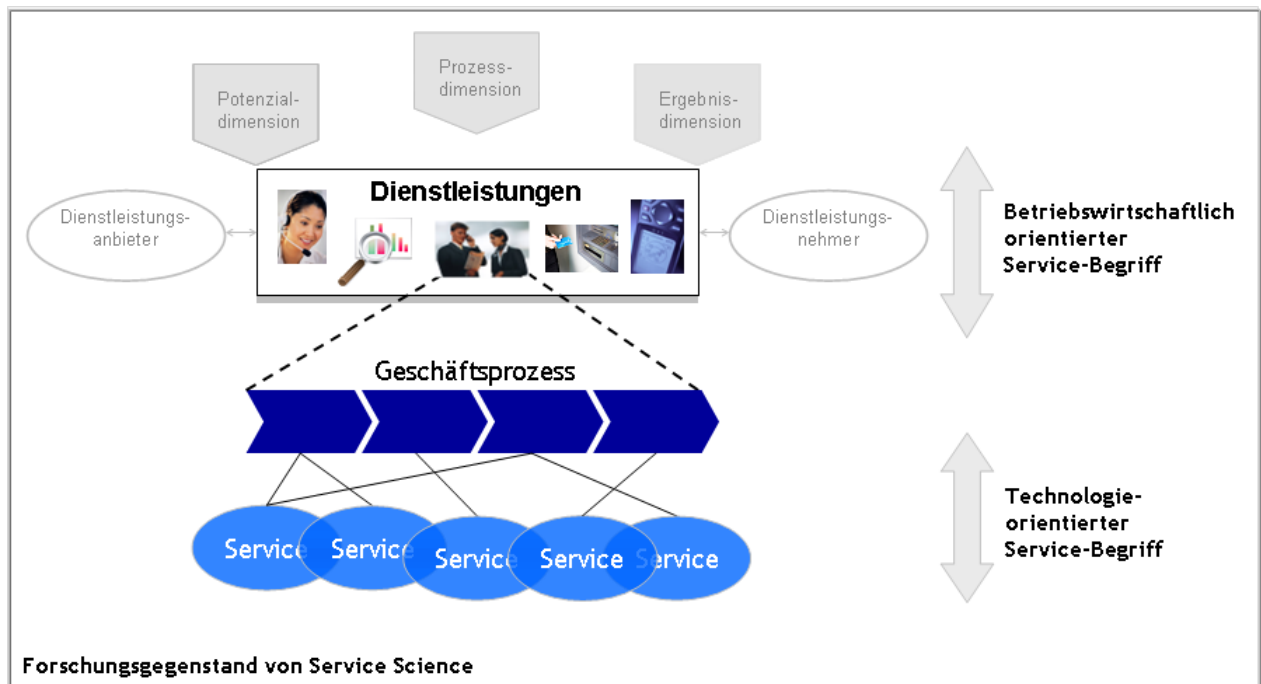 Prozess-
dimension
Potenzial-
dimension
Ergebnis-
dimension
Dienstleistungen
Dienstleistungs-
anbieter
Dienstleistungs-
nehmer
Betriebswirtschaftlich
orientierter
Service-Begriff
Geschäftsprozess
Service
Service
Service
Service
Service
Technologie-
orientierter
Service-Begriff
Forschungsgegenstand von Service Science